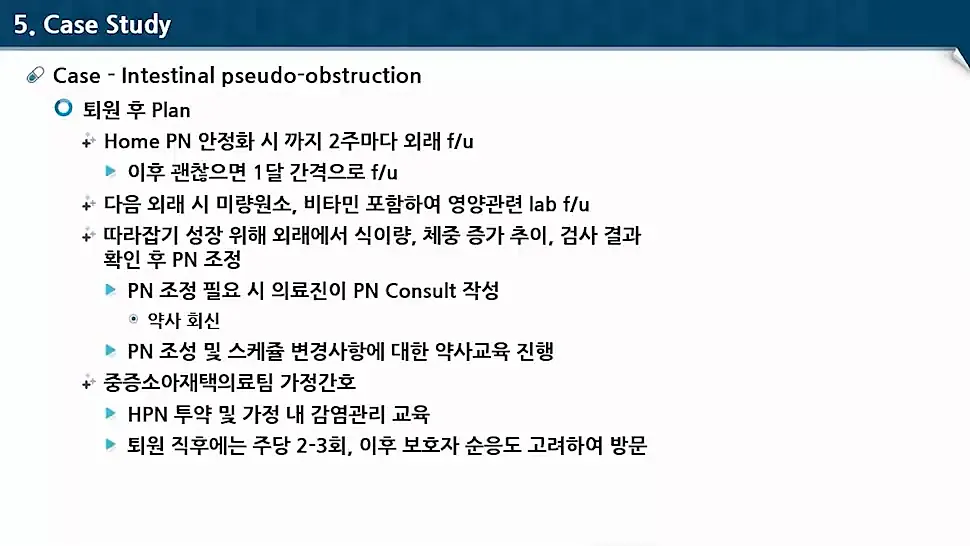 5. Case Study
Case - Intestinal pseudo-obstruction
퇴원 후 Plan
Home PN 안정화 시 까지 2주마다 외래 f/u
이후 괜찮으면 1달 간격으로 f/u
다음 외래 시 미량원소, 비타민 포함하여 영양관련 lab f/u
따라잡기 성장 위해 외래에서 식이량, 체중 증가 추이, 검사 결과
확인 후 PN 조정
PN 조정 필요 시 의료진이 PN Consult 작성
약사 회신
PN 조성 및 스케쥴 변경사항에 대한 약사교육 진행
중증소아재택의료팀 가정간호
HPN 투약 및 가정 내 감염관리 교육
퇴원 직후에는 주당 2-3회, 이후 보호자 순응도 고려하여 방문